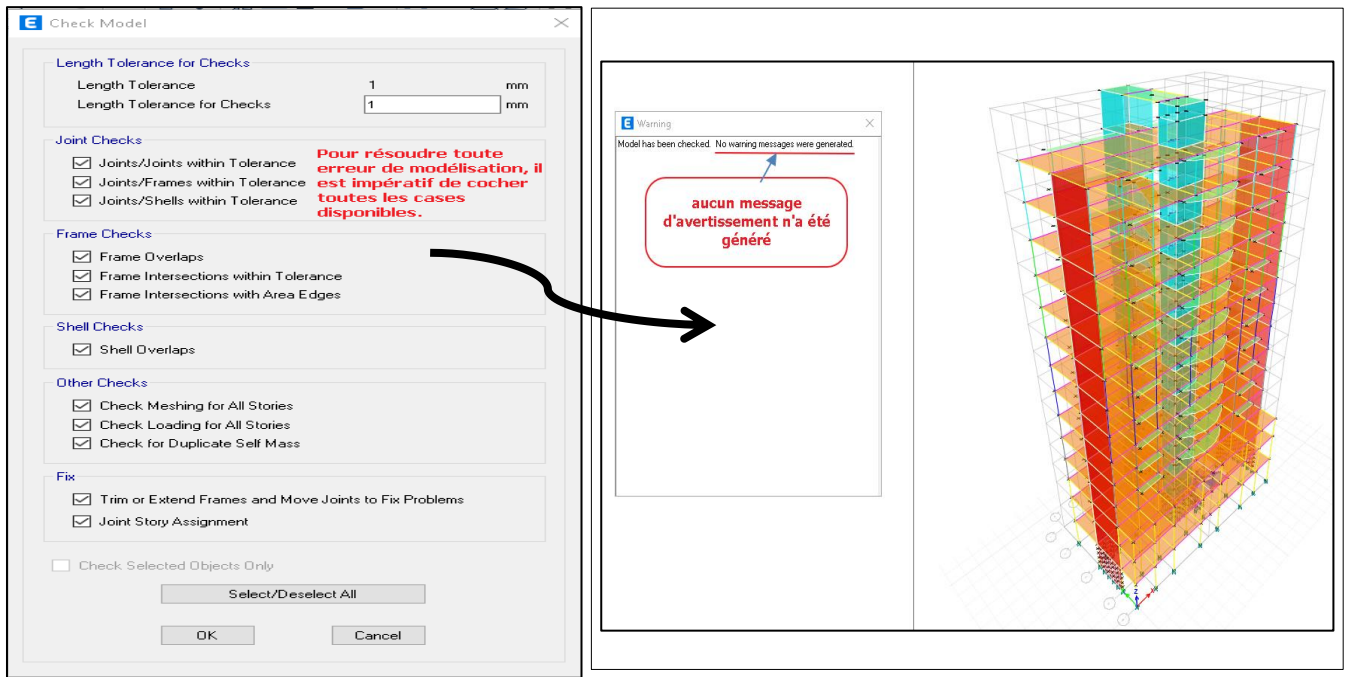 E Check Model
Length Tolerance for Checks
Length Tolerance 1 mm
Length Tolerance for Checks 1 mm
Joint Checks
Joints/Joints within Tolerance
Joints/Frames within Tolerance
Joints/Shells within Tolerance
Pour résoudre toute
erreur de modélisation, il
est impératif de cocher
toutes les cases
disponibles.
Frame Checks
Frame Overlaps
Frame Intersections within Tolerance
Frame Intersections with Area Edges
Shell Checks
Shell Overlaps
Other Checks
Check Meshing for All Stories
Check Loading for All Stories
Check for Duplicate Self Mass
Fix
Trim or Extend Frames and Move Joints to Fix Problems
Joint Story Assignment
Check Selected Objects Only
Select/Deselect All
OK Cancel
E Warning
Model has been checked. No warning messages were generated.
aucun message
d'avertissement n'a été
généré
Z